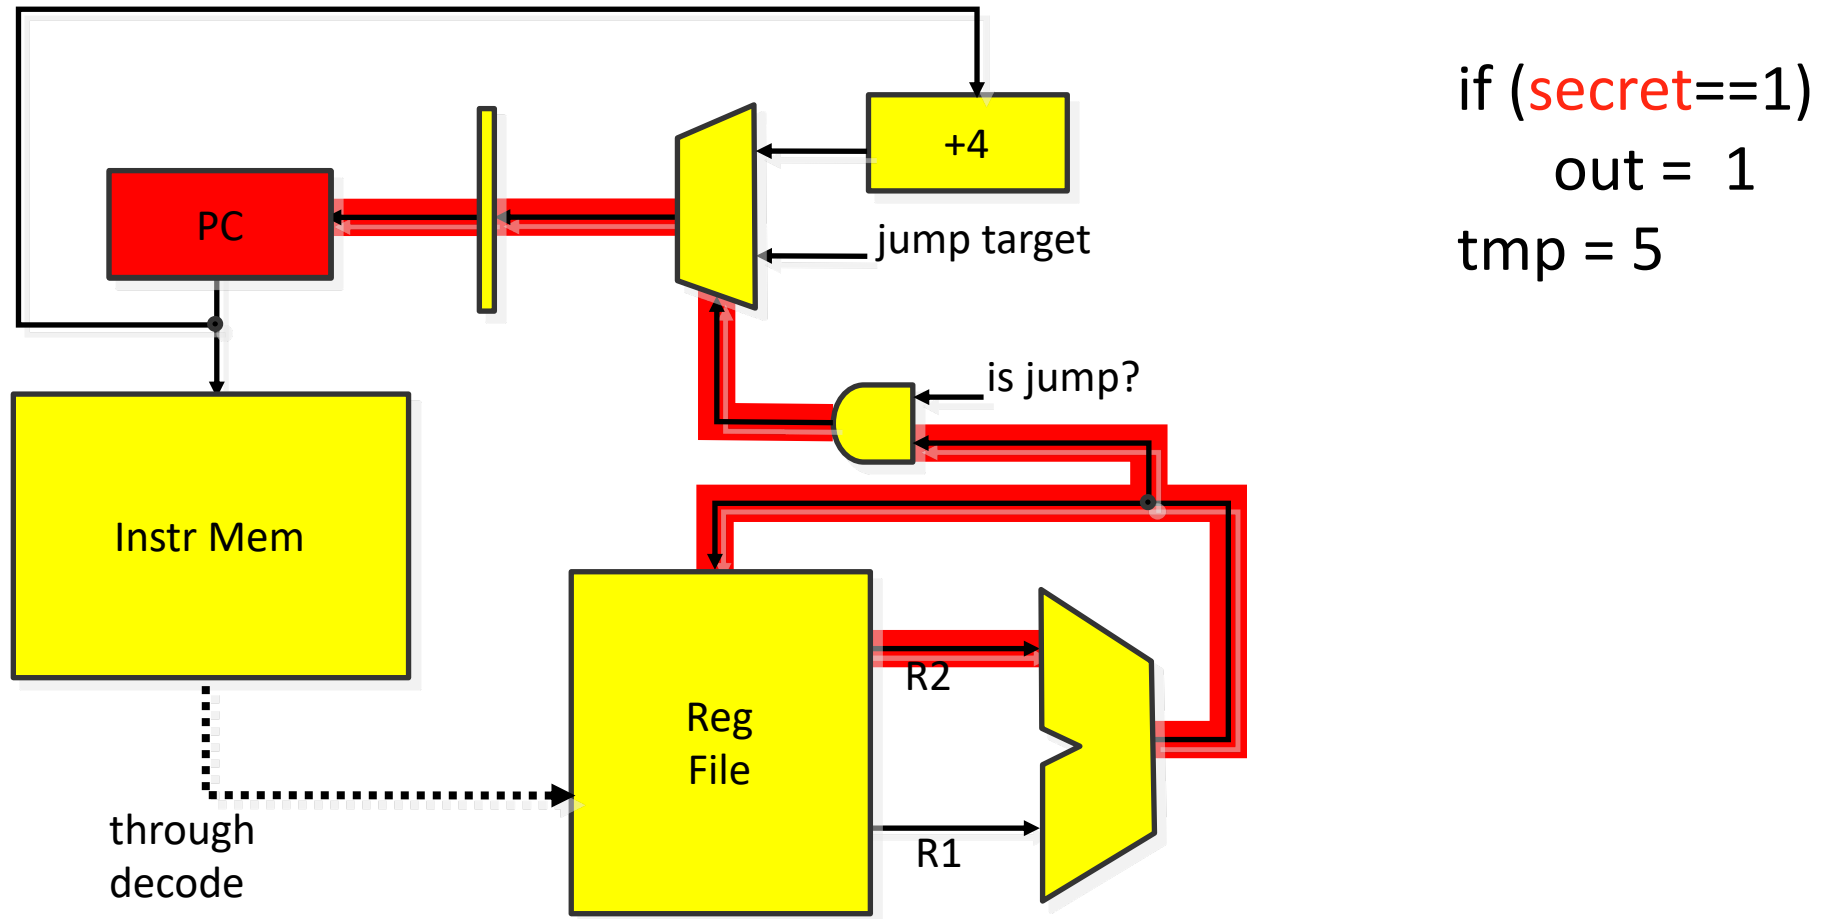 +4
PC
jump target
is jump?
Instr Mem
R2
Reg
File
R1
through
decode
if (secret==1)
out = 1
tmp = 5